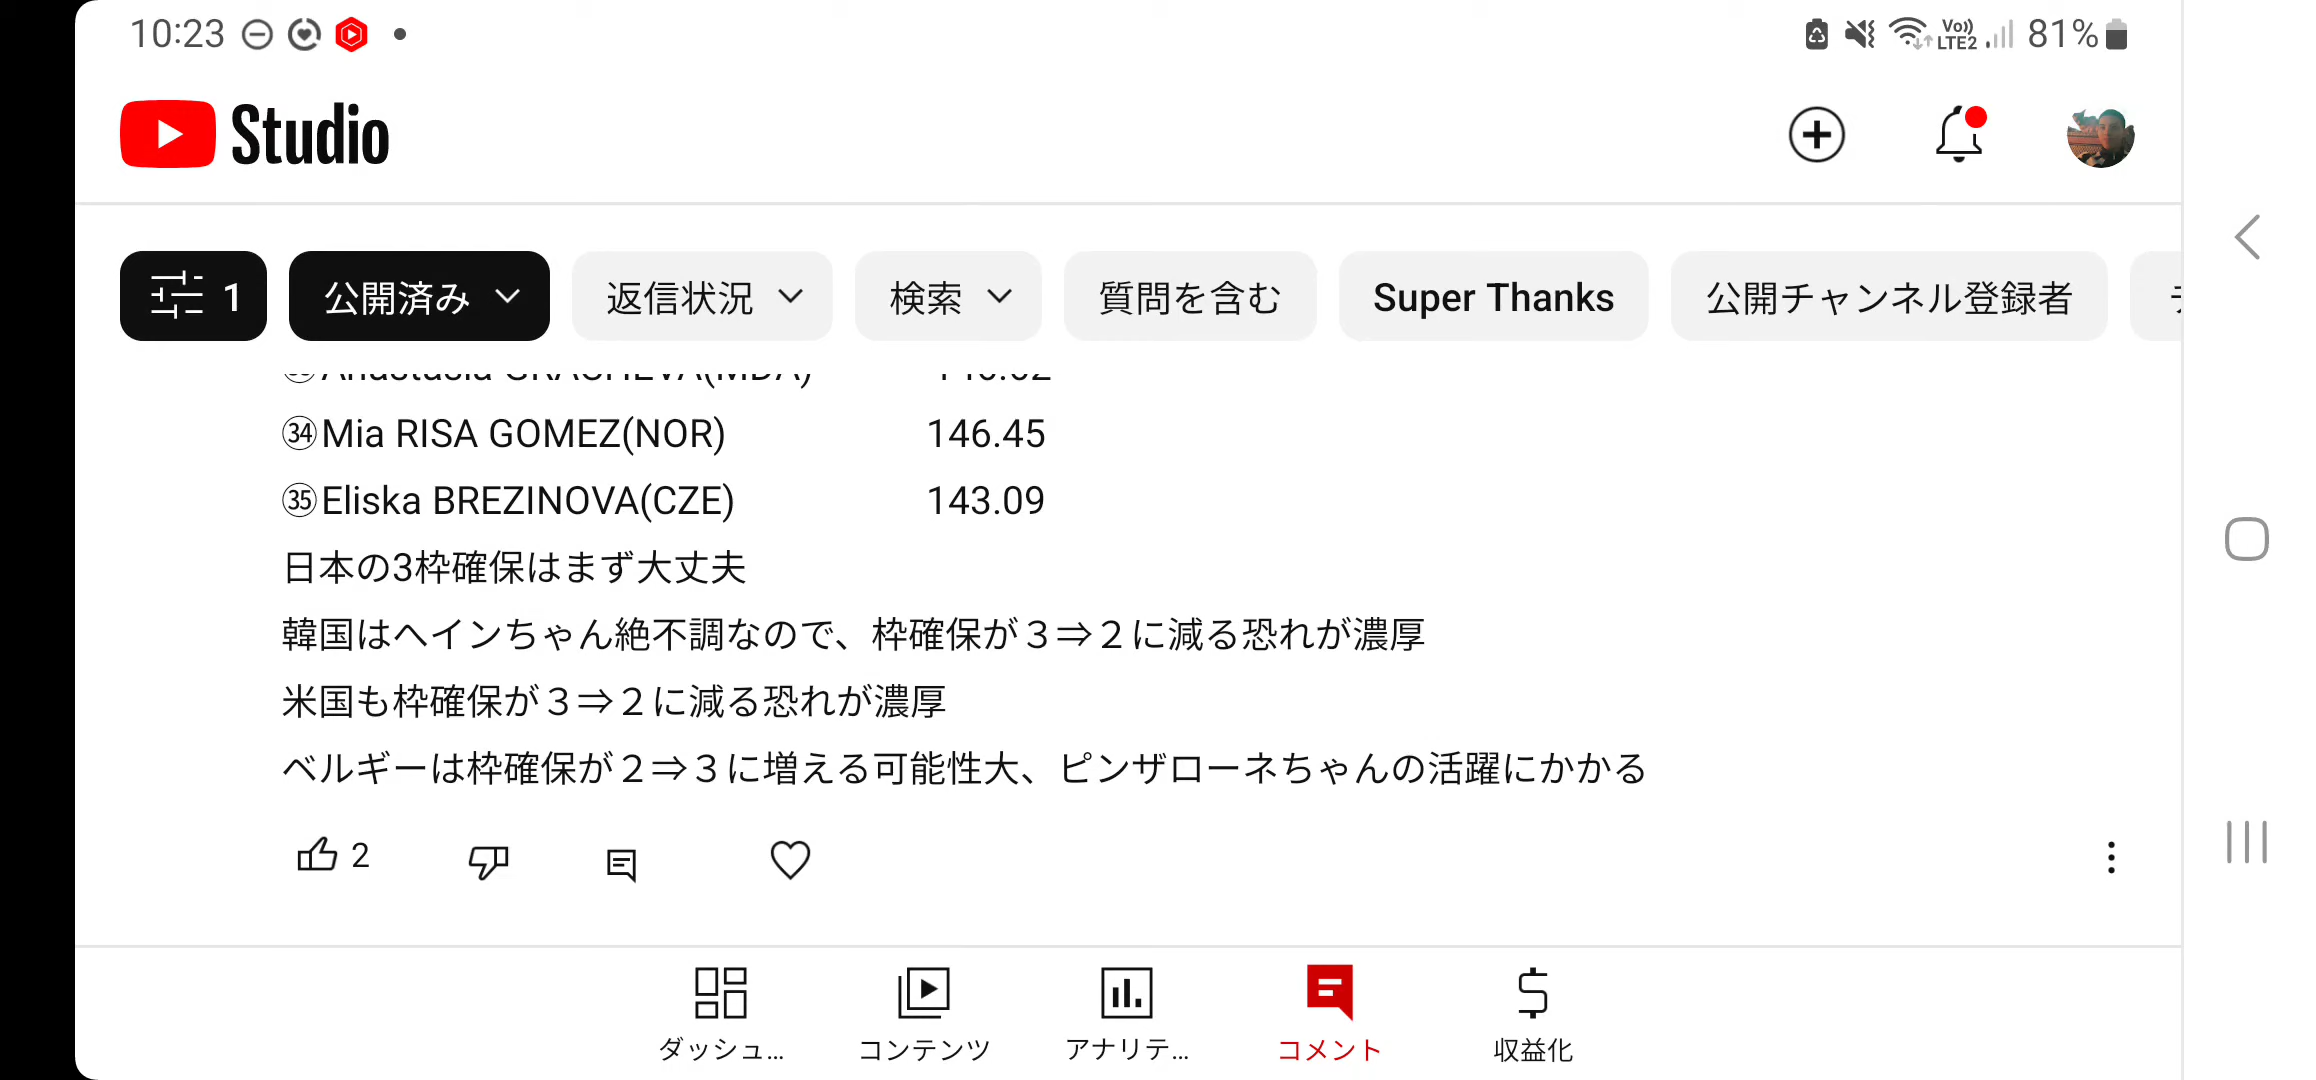 10:23 Vo)) LTE2 81%
Studio
1 公開済み 返信状況 検索 質問を含む Super Thanks 公開チャンネル登録者
㉞Mia RISA GOMEZ(NOR) 146.45
㉟Eliska BREZINOVA(CZE) 143.09
日本の3枠確保はまず大丈夫
韓国はヘインちゃん絶不調なので、枠確保が３⇒２に減る恐れが濃厚
米国も枠確保が３⇒２に減る恐れが濃厚
ベルギーは枠確保が２⇒３に増える可能性大、ピンザローネちゃんの活躍にかかる
2
ダッシュ... コンテンツ アナリテ... コメント 収益化